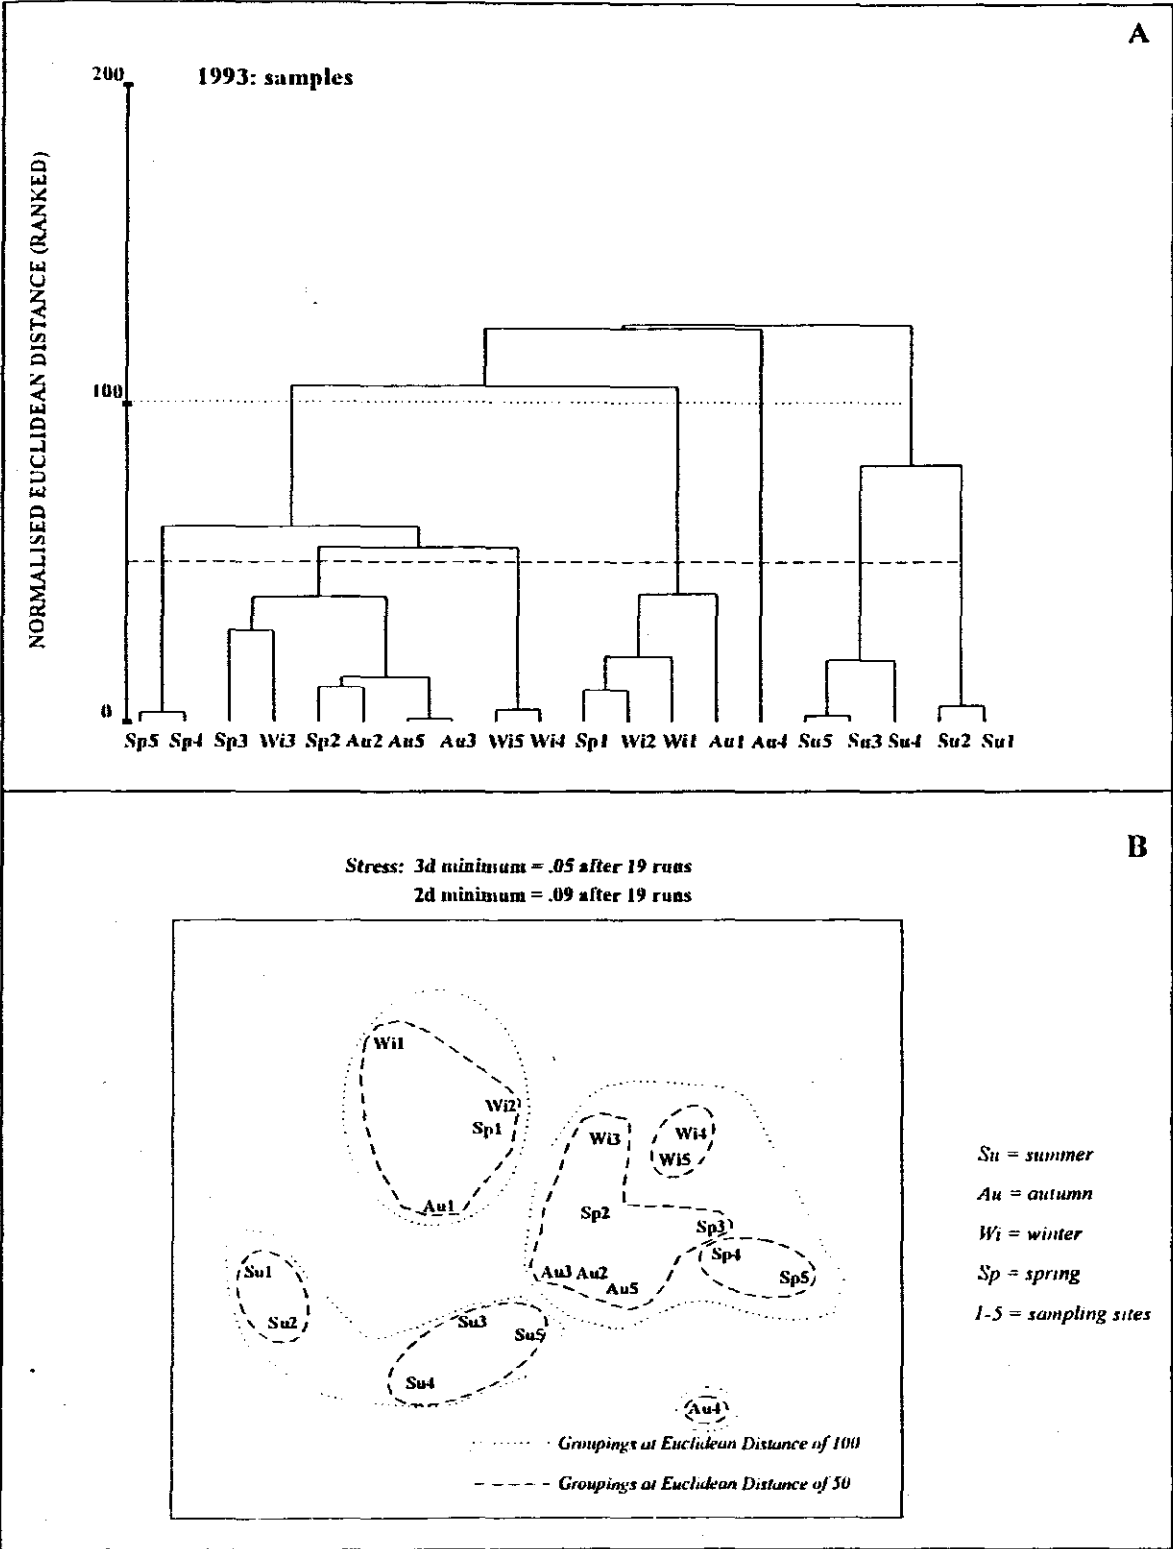 A
200
1993: samples
NORMALISED EUCLIDEAN DISTANCE (RANKED)
100
0
Sp5 Sp4 Sp3 Wi3 Sp2 Au2 Au5 Au3 Wi5 Wi4 Sp1 Wi2 Wi1 Au1 Au4 Su5 Su3 Su4 Su2 Su1
B
Stress: 3d minimum = .05 after 19 runs
2d minimum = .09 after 19 runs
Wi1
Wi2
Sp1
Wi3
Wi4
Wi5
Au1
Sp2
Sp3
Sp4
Sp5
Su1
Au3 Au2
Au5
Su2
Su3
Su5
Su4
Au4
Groupings at Euclidean Distance of 100
Groupings at Euclidean Distance of 50
Su = summer
Au = autumn
Wi = winter
Sp = spring
1-5 = sampling sites